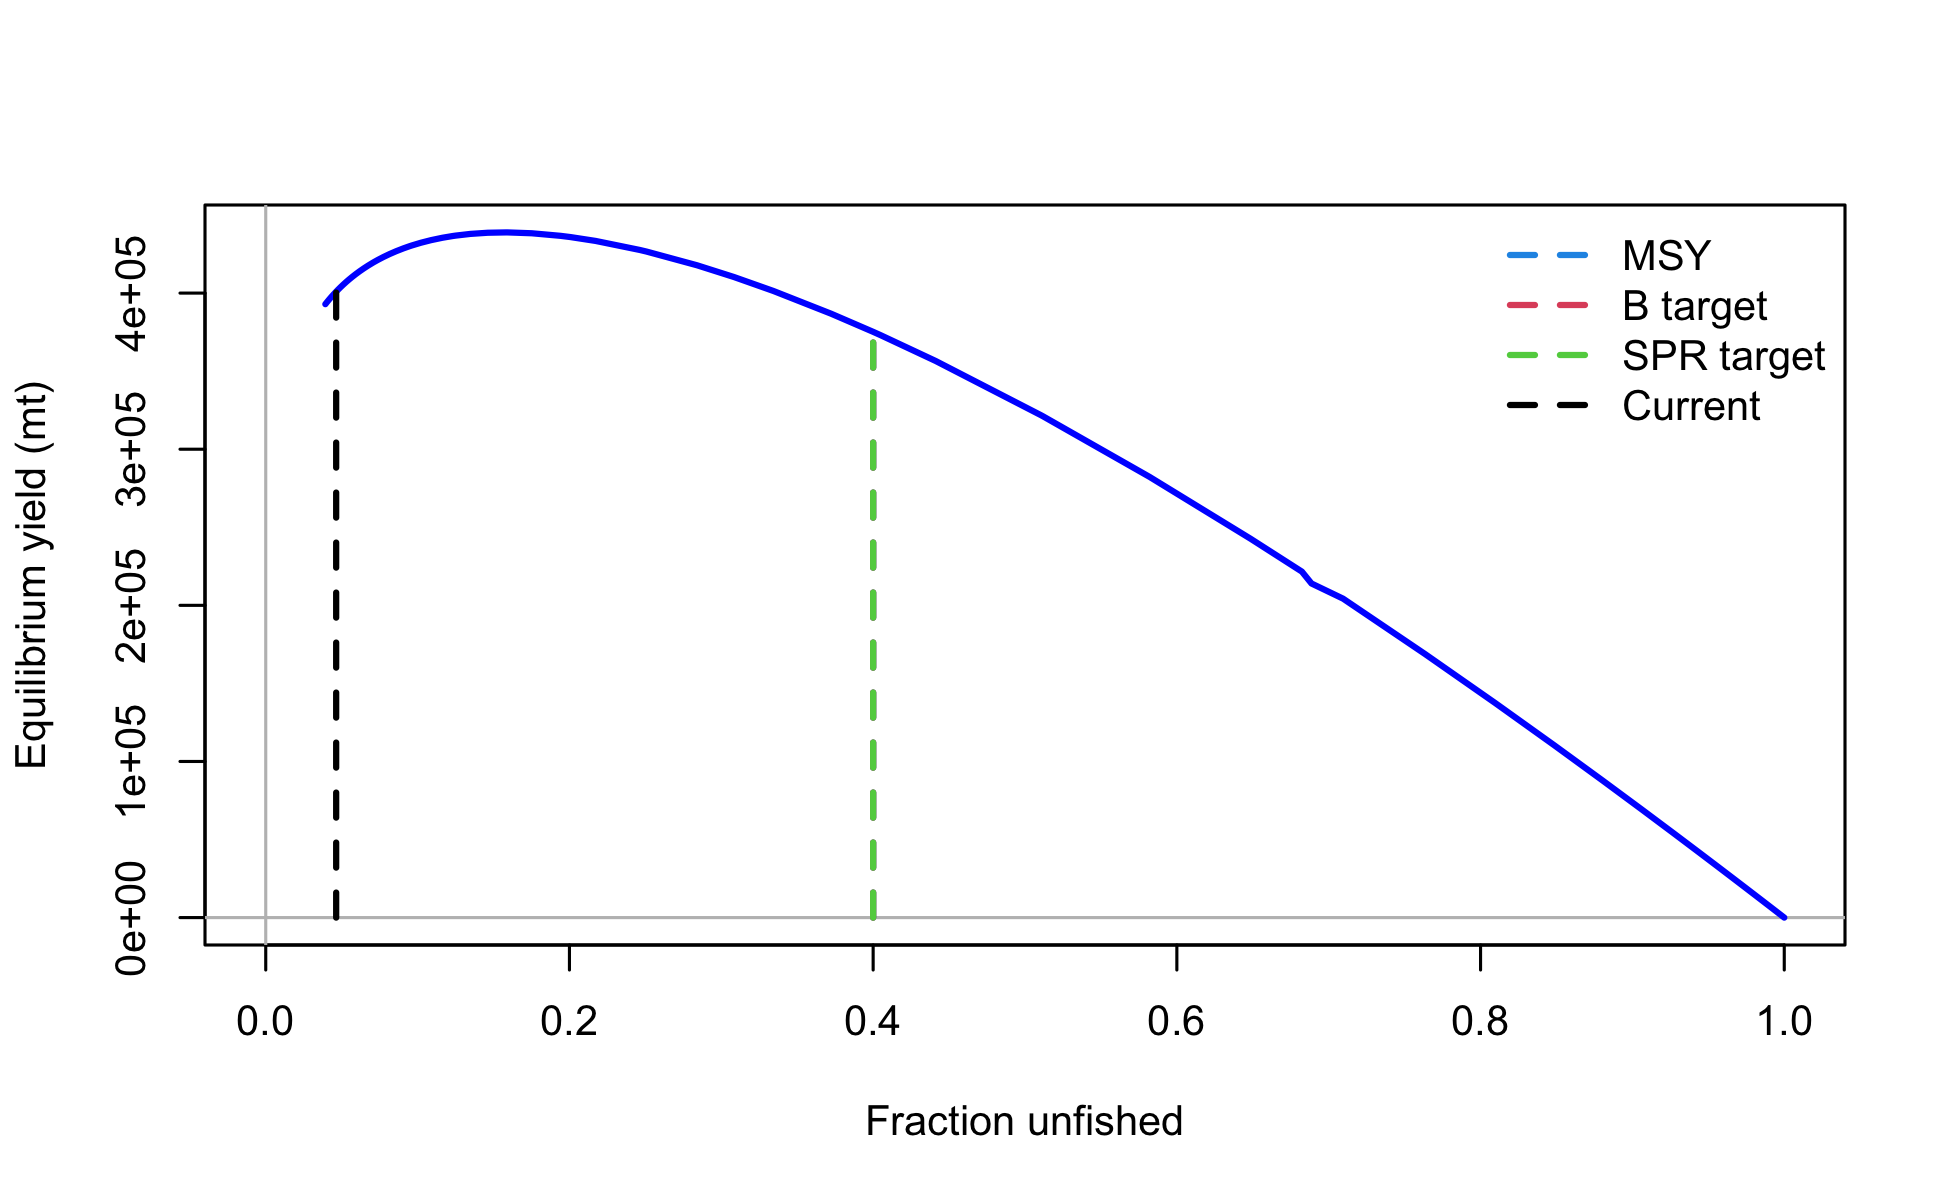 MSY
B target
SPR target
Current
Equilibrium yield (mt)
4e+05
3e+05
2e+05
1e+05
0e+00
0.0 0.2 0.4 0.6 0.8 1.0
Fraction unfished